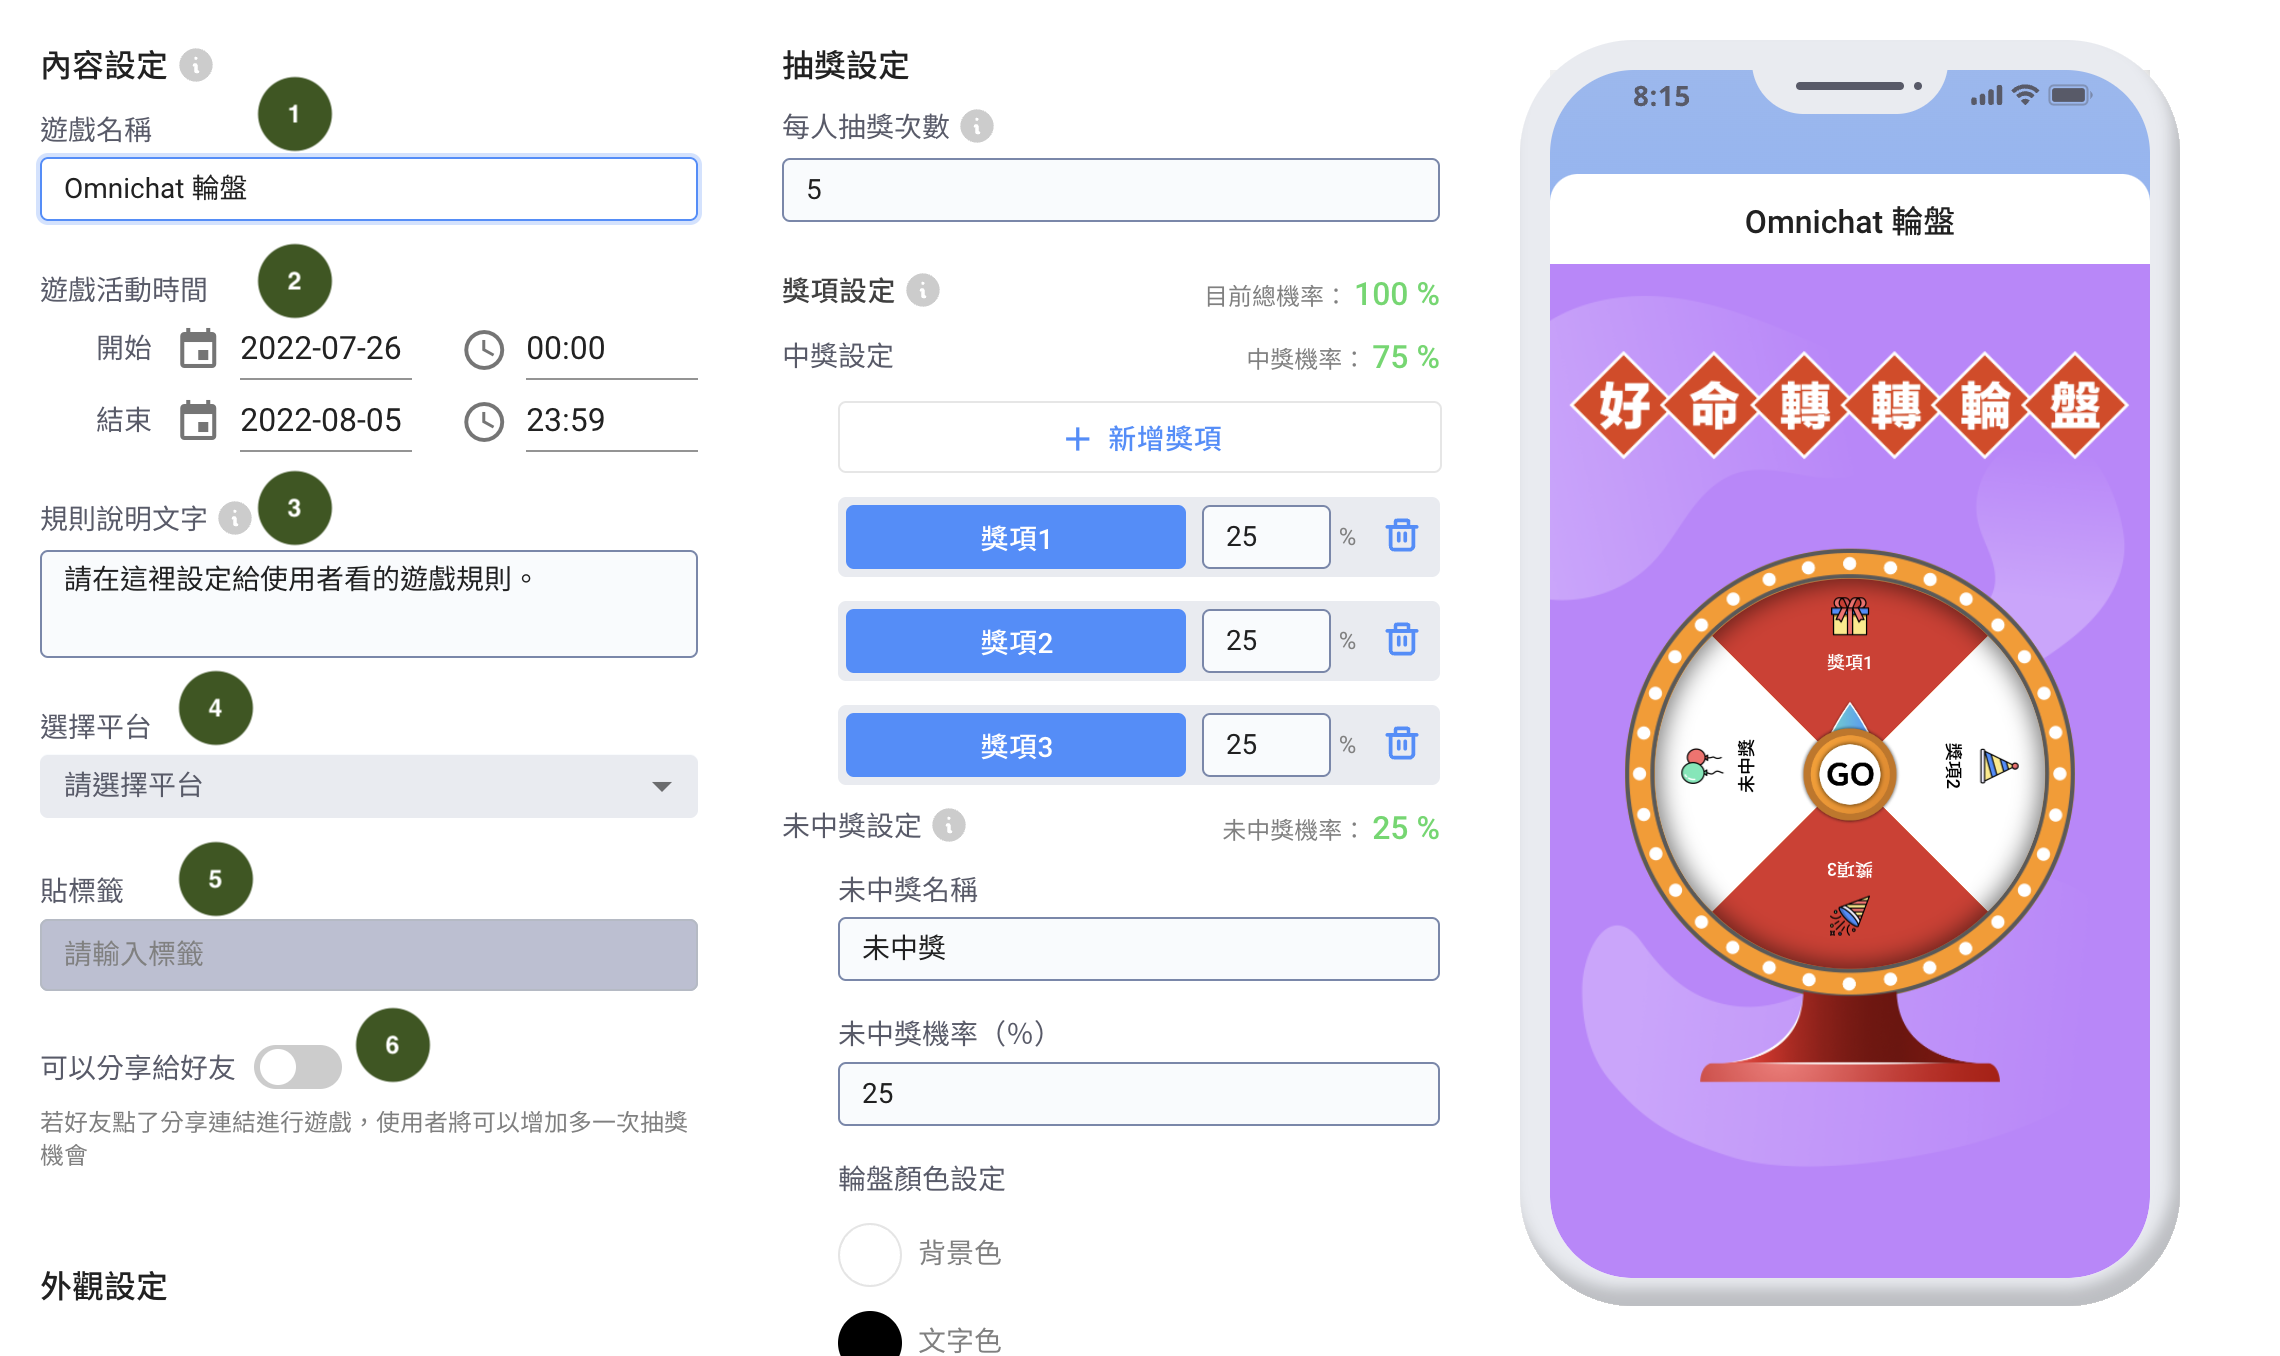 內容設定
1
遊戲名稱
Omnichat 輪盤
2
遊戲活動時間
開始 2022-07-26 00:00
結束 2022-08-05 23:59
規則說明文字 3
請在這裡設定給使用者看的遊戲規則。
4
選擇平台
請選擇平台
5
貼標籤
請輸入標籤
可以分享給好友 6
若好友點了分享連結進行遊戲，使用者將可以增加多一次抽獎
機會
外觀設定
抽獎設定
每人抽獎次數
5
獎項設定 目前總機率： 100 %
中獎設定 中獎機率： 75 %
+ 新增獎項
獎項1 25 %
獎項2 25 %
獎項3 25 %
未中獎設定 未中獎機率： 25 %
未中獎名稱
未中獎
未中獎機率（%）
25
輪盤顏色設定
背景色
文字色
8:15
Omnichat 輪盤
好命轉轉輪盤
獎項1
未中獎
GO
獎項2
獎項3